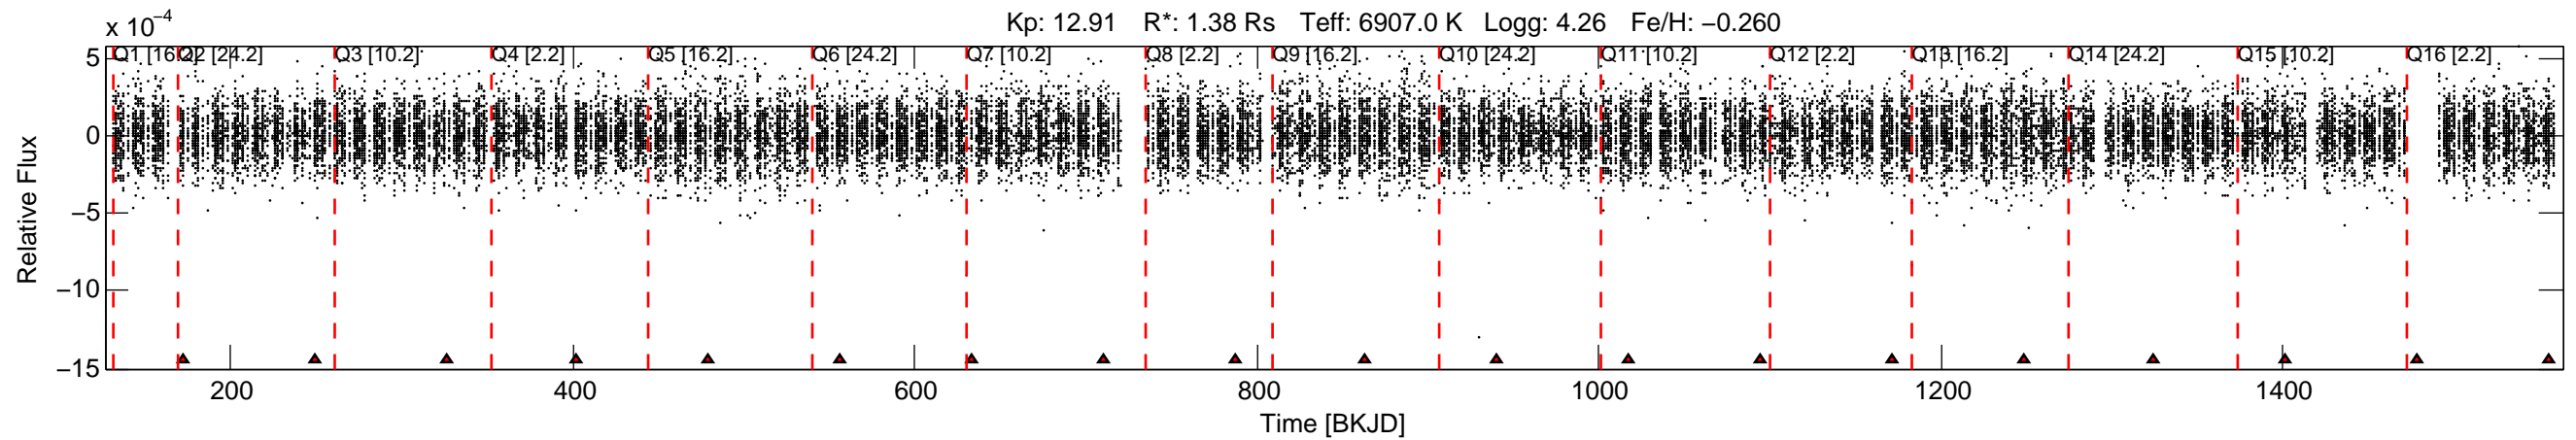 Kp: 12.91 R*: 1.38 Rs Teff: 6907.0 K Logg: 4.26 Fe/H: −0.260
x 10−4
Q1 [16.2] Q2 [24.2] Q3 [10.2] Q4 [2.2] Q5 [16.2] Q6 [24.2] Q7 [10.2] Q8 [2.2] Q9 [16.2] Q10 [24.2] Q11 [10.2] Q12 [2.2] Q13 [16.2] Q14 [24.2] Q15 [10.2] Q16 [2.2]
5
0
−5
−10
−15
Relative Flux
200 400 600 800 1000 1200 1400
Time [BKJD]